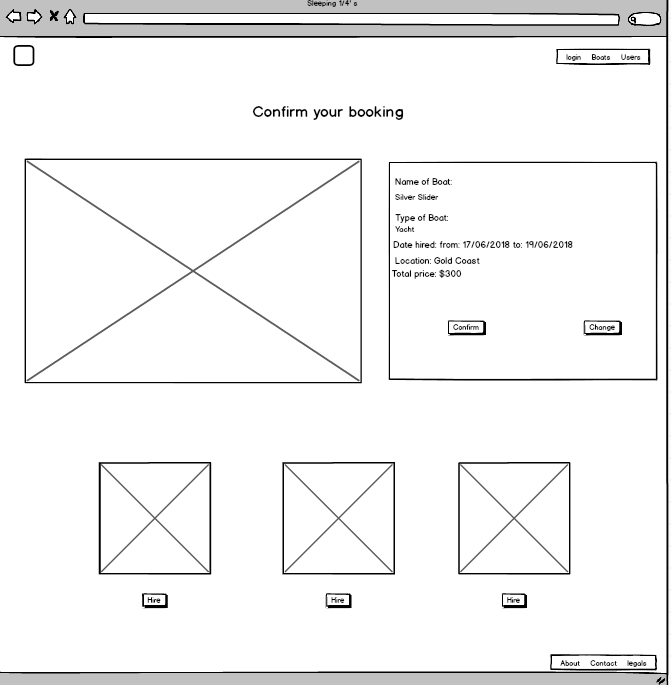 Sleeping 1/4's
login Boats Users
Confirm your booking
Name of Boat:
Silver Slider
Type of Boat:
Yacht
Date hired: from: 17/06/2018 to: 19/06/2018
Location: Gold Coast
Total price: $300
Confirm Change
Hire Hire Hire
About Contact legals